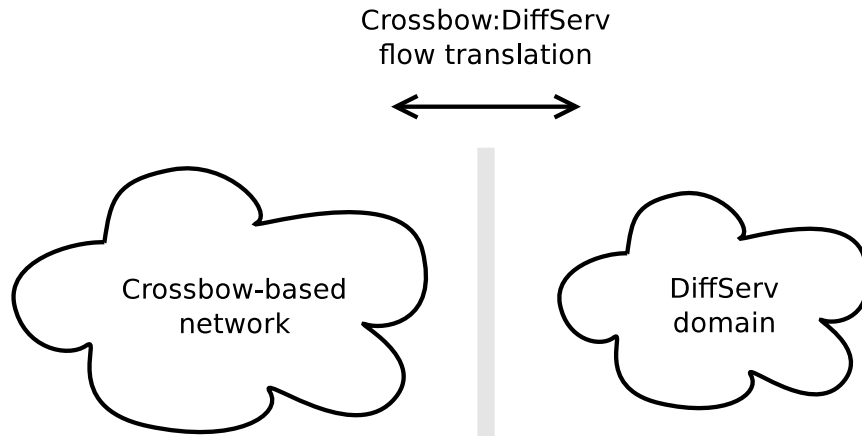 Crossbow:DiffServ
flow translation
Crossbow-based
network
DiffServ
domain